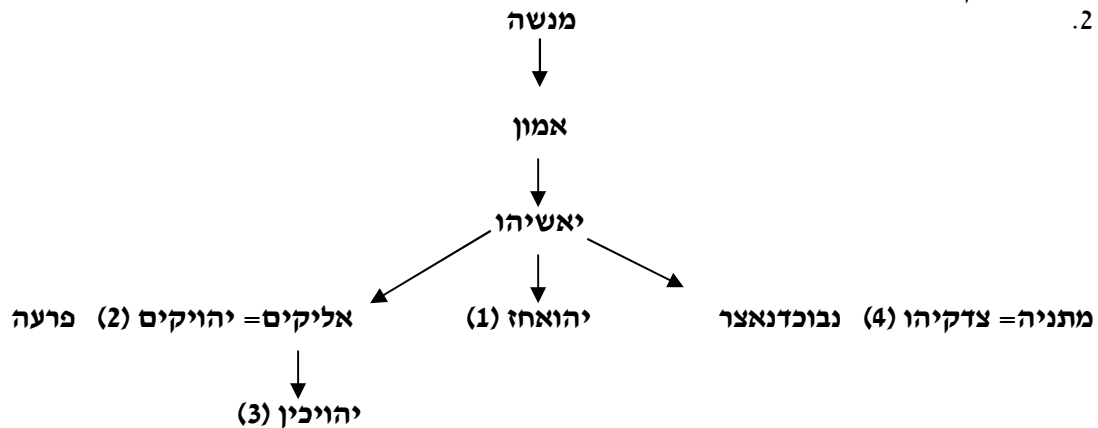 2.
מנשה
אמון
יאשיהו
מתניה= צדקיהו (4) נבוכדנאצר יהואחז (1) אליקים= יהויקים (2) פרעה
יהויכין (3)